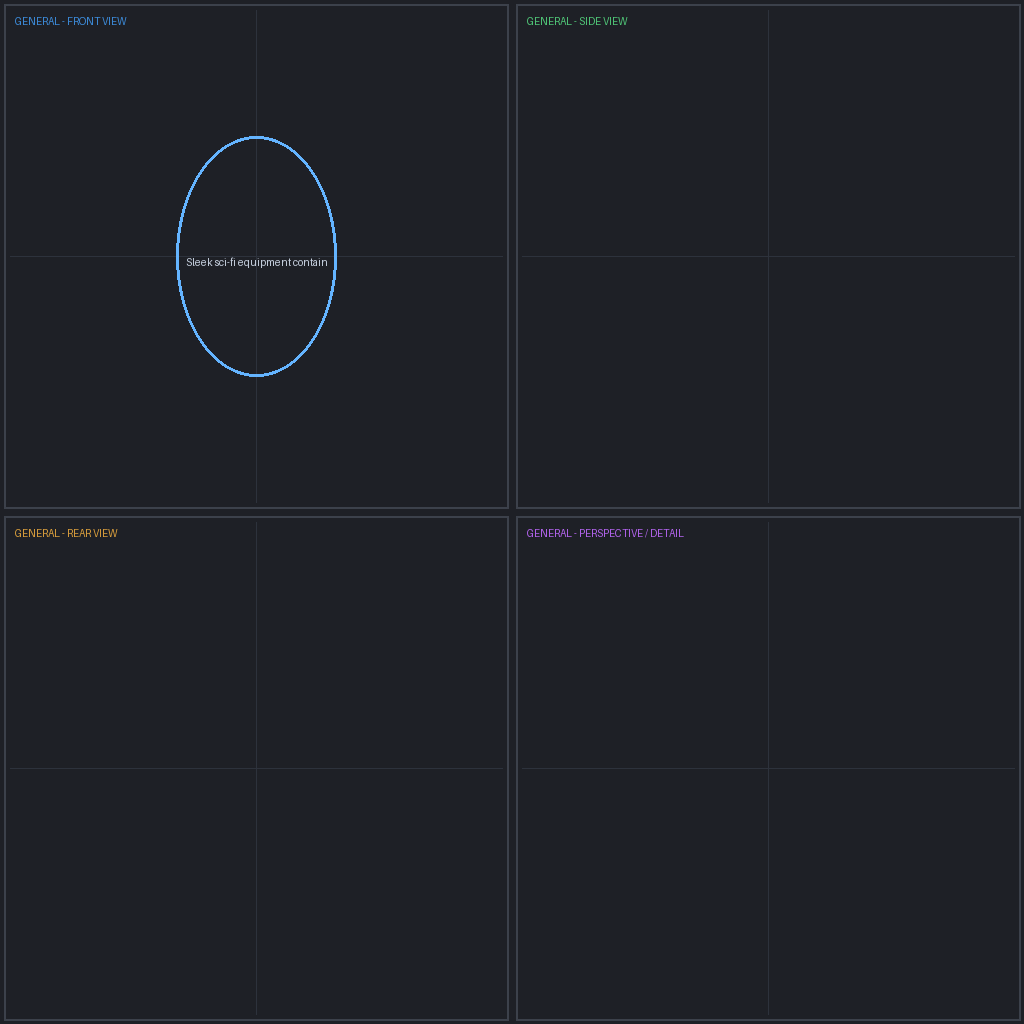 GENERAL - FRONT VIEW
GENERAL - SIDE VIEW
Sleek sci-fi equipment contain
GENERAL - REAR VIEW
GENERAL - PERSPECTIVE / DETAIL